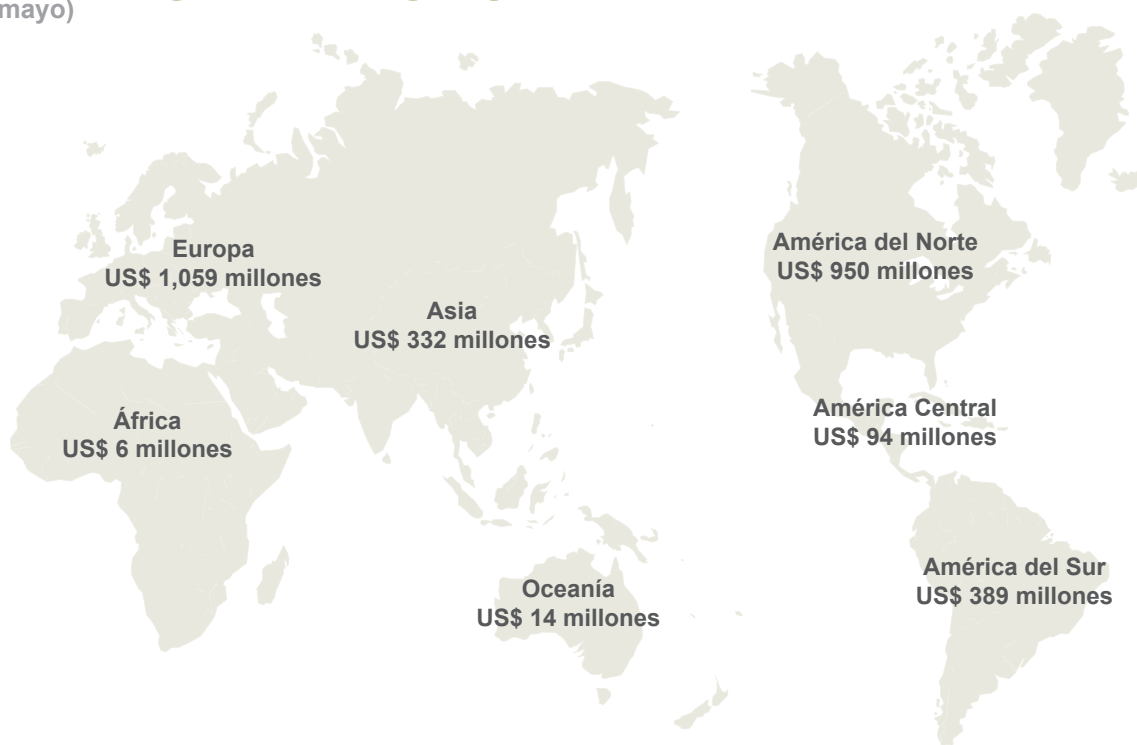 mayo)
Europa
US$ 1,059 millones
América del Norte
US$ 950 millones
Asia
US$ 332 millones
África
US$ 6 millones
América Central
US$ 94 millones
Oceanía
US$ 14 millones
América del Sur
US$ 389 millones